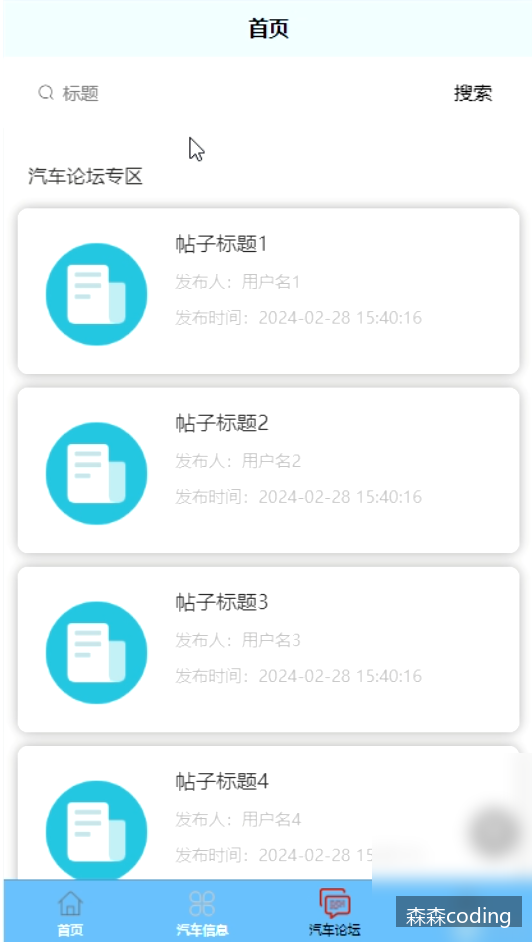 首页
标题
搜索
汽车论坛专区
帖子标题1
发布人：用户名1
发布时间：2024-02-28 15:40:16
帖子标题2
发布人：用户名2
发布时间：2024-02-28 15:40:16
帖子标题3
发布人：用户名3
发布时间：2024-02-28 15:40:16
帖子标题4
发布人：用户名4
发布时间：2024-02-28 15
首页
汽车信息
汽车论坛
森森coding